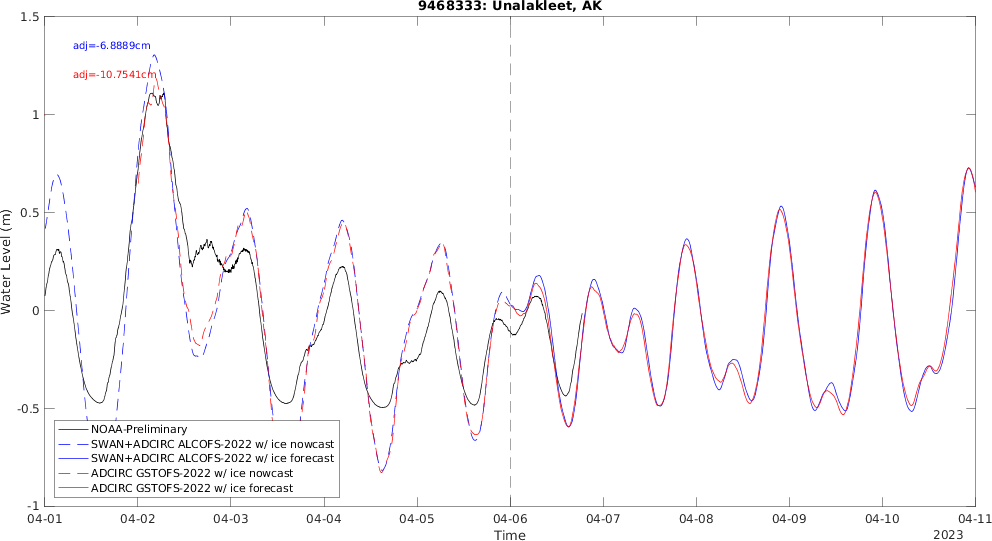 9468333: Unalakleet, AK
adj=-6.8889cm
adj=-10.7541cm
Water Level (m)
1.5
1
0.5
0
-0.5
-1
NOAA-Preliminary
SWAN+ADCIRC ALCOFS-2022 w/ ice nowcast
SWAN+ADCIRC ALCOFS-2022 w/ ice forecast
ADCIRC GSTOFS-2022 w/ ice nowcast
ADCIRC GSTOFS-2022 w/ ice forecast
04-01 04-02 04-03 04-04 04-05 04-06 04-07 04-08 04-09 04-10 04-11
Time
2023